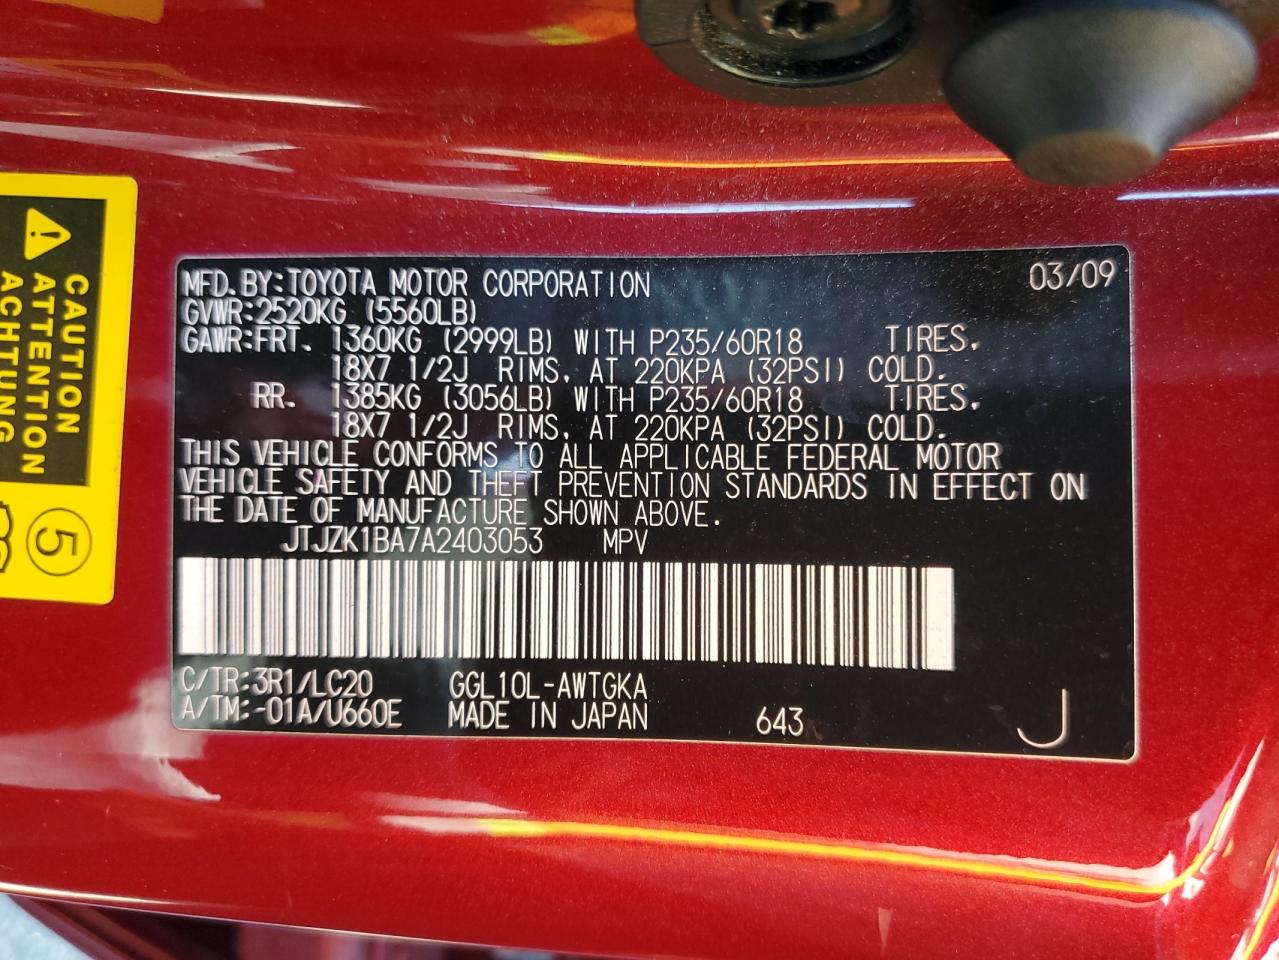 MFD.BY:TOYOTA MOTOR CORPORATION 03/09
GVWR:2520KG (5560LB)
GAWR:FRT. 1360KG (2999LB) WITH P235/60R18 TIRES,
18X7 1/2J RIMS, AT 220KPA (32PSI) COLD.
RR. 1385KG (3056LB) WITH P235/60R18 TIRES,
18X7 1/2J RIMS, AT 220KPA (32PSI) COLD.
THIS VEHICLE CONFORMS TO ALL APPLICABLE FEDERAL MOTOR
VEHICLE SAFETY AND THEFT PREVENTION STANDARDS IN EFFECT ON
THE DATE OF MANUFACTURE SHOWN ABOVE.
JTJZK1BA7A2403053 MPV
C/TR:3R1/LC20 GGL10L-AWTGKA
A/TM:-01A/U660E MADE IN JAPAN 643 J
CAUTION
ATTENTION
ACHTUNG
5